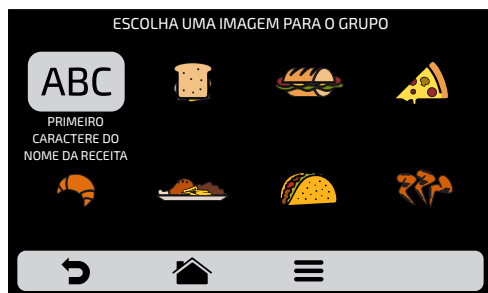 ESCOLHA UMA IMAGEM PARA O GRUPO
ABC
PRIMEIRO
CARACTERE DO
NOME DA RECEITA